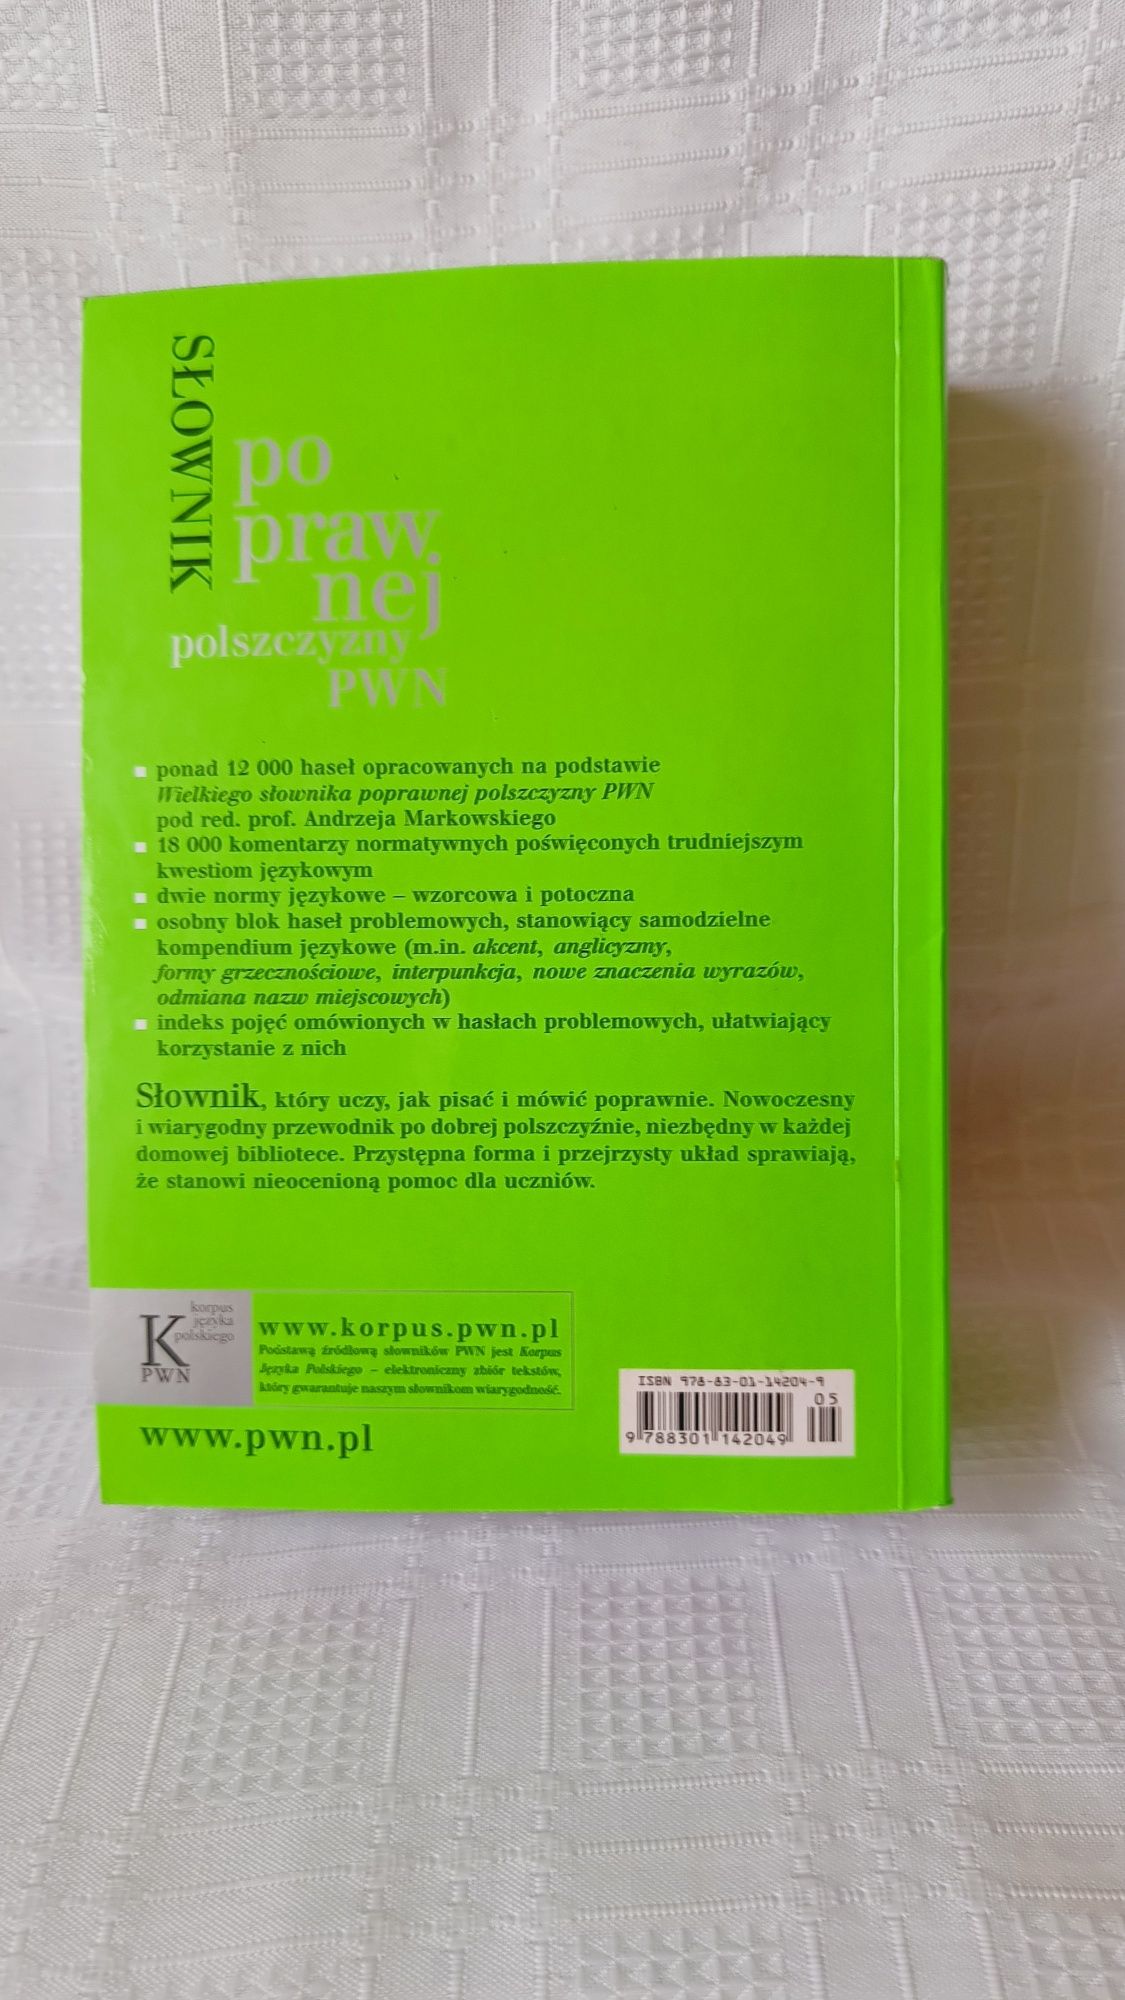 SŁOWNIK
po
praw
nej
polszczyzny
PWN
ponad 12 000 haseł opracowanych na podstawie
Wielkiego słownika poprawnej polszczyzny PWN
pod red. prof. Andrzeja Markowskiego
18 000 komentarzy normatywnych poświęconych trudniejszym
kwestiom językowym
dwie normy językowe – wzorcowa i potoczna
osobny blok haseł problemowych, stanowiący samodzielne
kompendium językowe (m.in. akcent, anglicyzmy,
formy grzecznościowe, interpunkcja, nowe znaczenia wyrazów,
odmiana nazw miejscowych)
indeks pojęć omówionych w hasłach problemowych, ułatwiający
korzystanie z nich
Słownik, który uczy, jak pisać i mówić poprawnie. Nowoczesny
i wiarygodny przewodnik po dobrej polszczyźnie, niezbędny w każdej
domowej bibliotece. Przystępna forma i przejrzysty układ sprawiają,
że stanowi nieocenioną pomoc dla uczniów.
korpus
języka
polskiego
K
PWN
www.korpus.pwn.pl
Podstawą źródłową słowników PWN jest Korpus
Języka Polskiego – elektroniczny zbiór tekstów,
który gwarantuje naszym słownikom wiarygodność.
www.pwn.pl
ISBN 978-83-01-14204-9
05
9 788301 142049